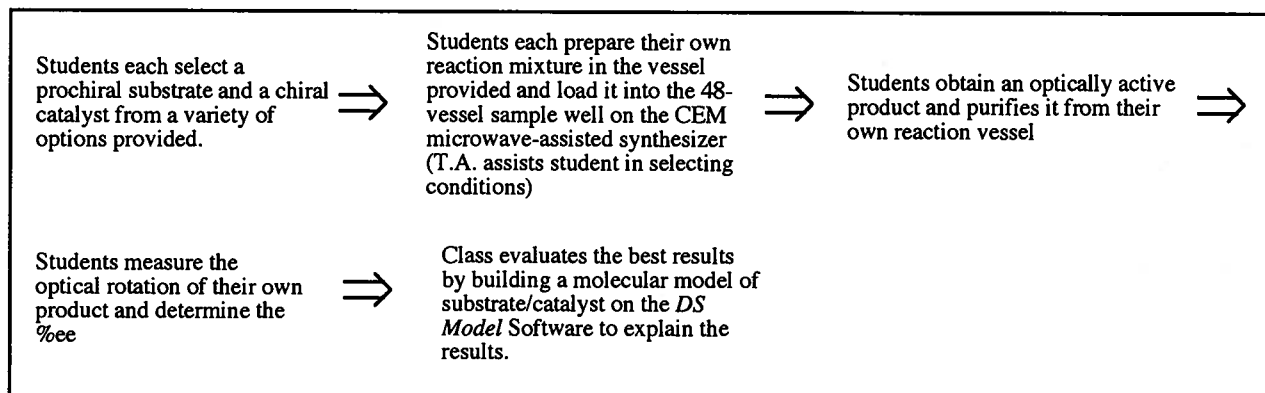 Students each select a
prochiral substrate and a chiral
catalyst from a variety of
options provided.
Students each prepare their own
reaction mixture in the vessel
provided and load it into the 48-
vessel sample well on the CEM
microwave-assisted synthesizer
(T.A. assists student in selecting
conditions)
Students obtain an optically active
product and purifies it from their
own reaction vessel
Students measure the
optical rotation of their own
product and determine the
%ee
Class evaluates the best results
by building a molecular model of
substrate/catalyst on the DS
Model Software to explain the
results.